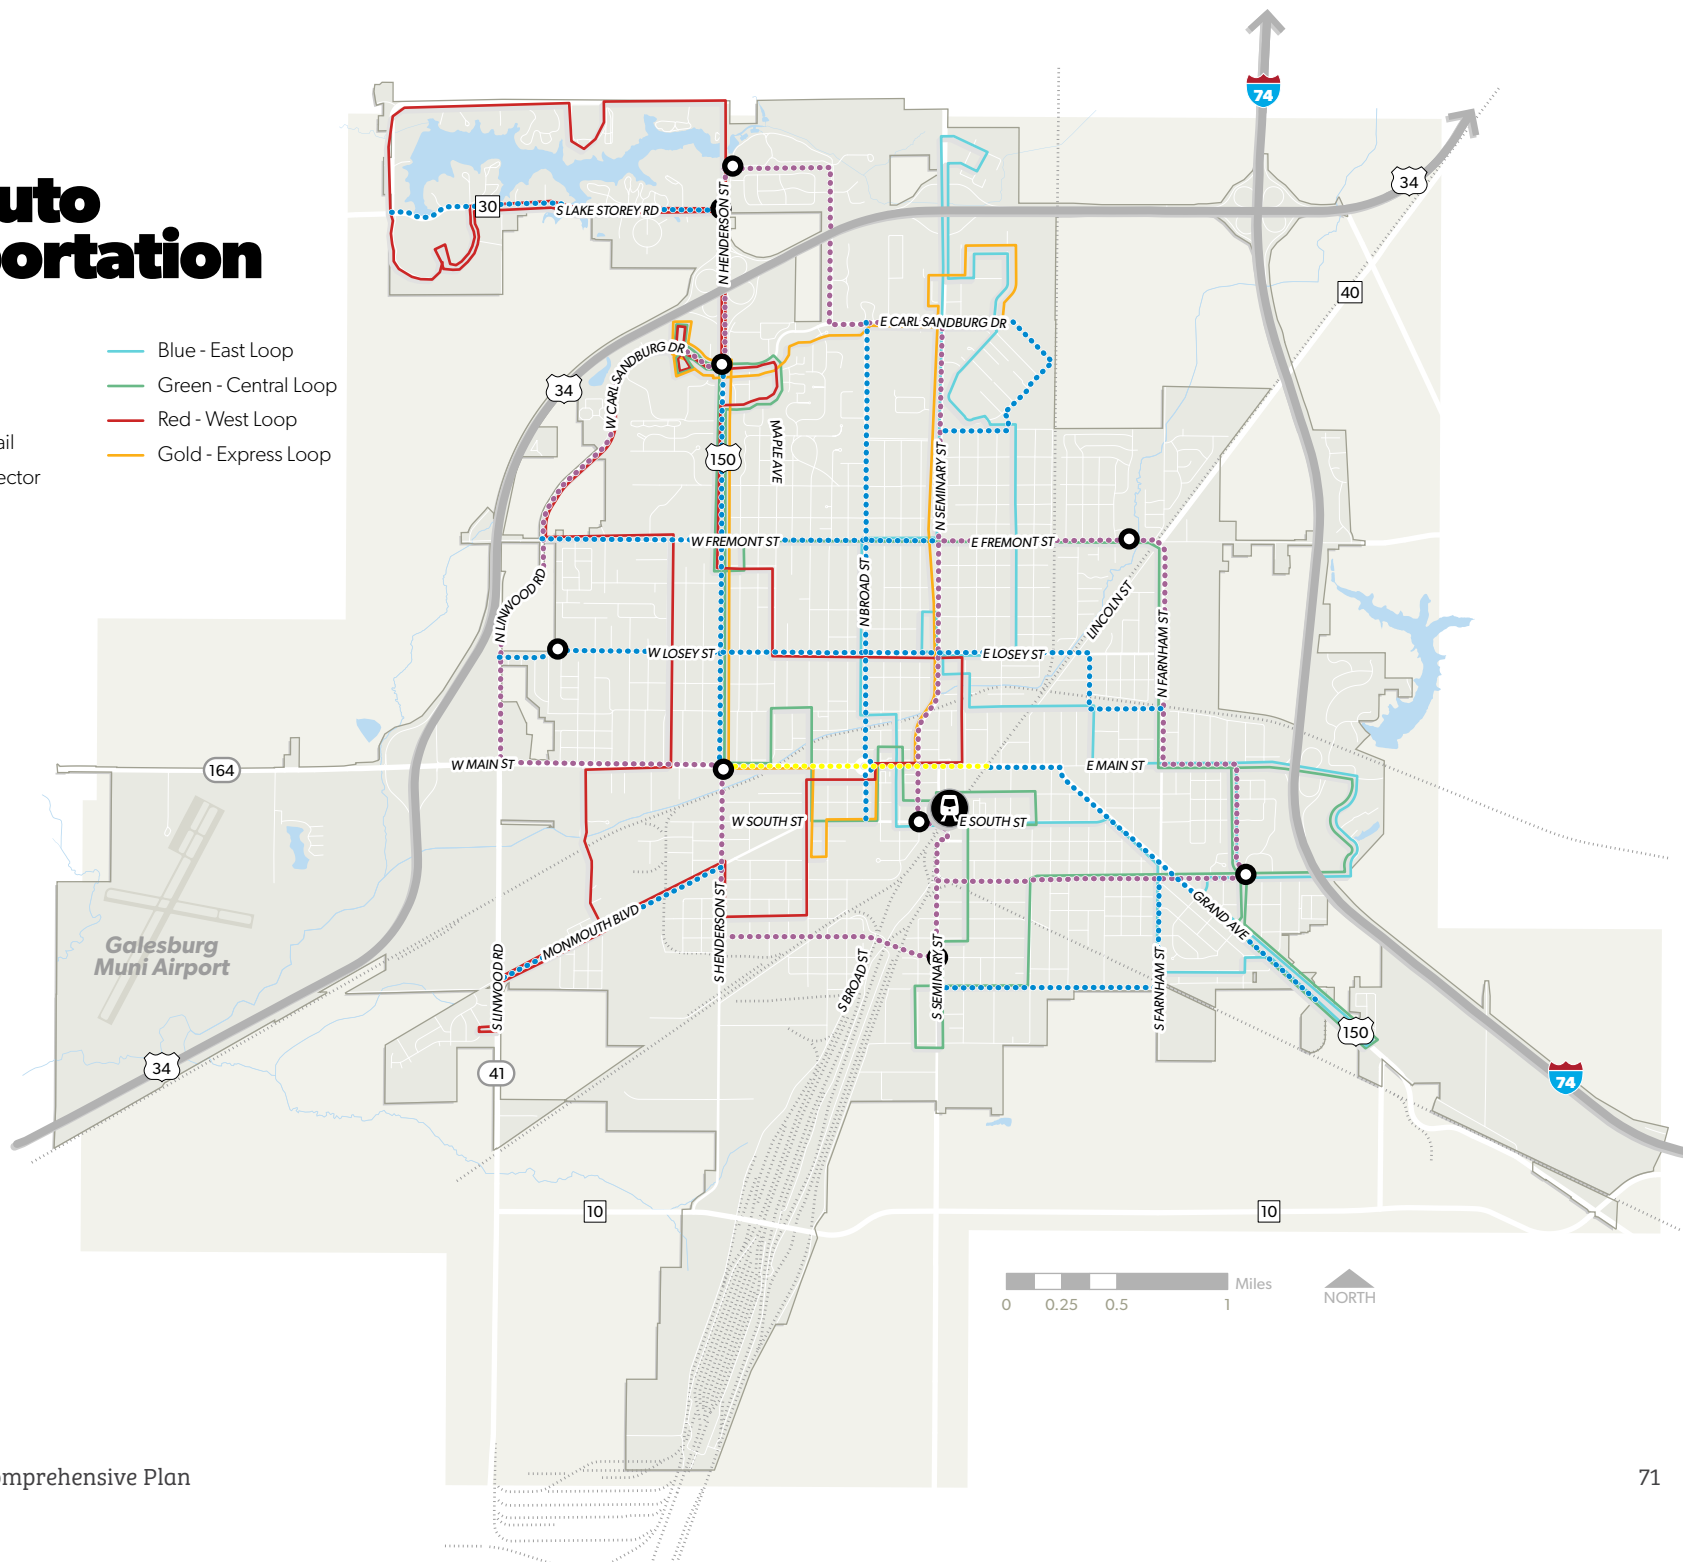 uto
ortation
Blue - East Loop
Green - Central Loop
Red - West Loop
Gold - Express Loop
ail
ector
74
34
30
S LAKE STOREY RD
N HENDERSON ST
40
E CARL SANDBURG DR
W CARL SANDBURG DR
34
150
MAPLE AVE
N SEMINARY ST
W FREMONT ST
E FREMONT ST
N BROAD ST
LINCOLN ST
N LINWOOD RD
N FARNHAM ST
W LOSEY ST
E LOSEY ST
164
W MAIN ST
E MAIN ST
W SOUTH ST
E SOUTH ST
GRAND AVE
MONMOUTH BLVD
S HENDERSON ST
S BROAD ST
S SEMINARY ST
S FARNHAM ST
S LINWOOD RD
Galesburg
Muni Airport
150
34
41
74
10
10
Miles
0 0.25 0.5 1
NORTH
omprehensive Plan
71